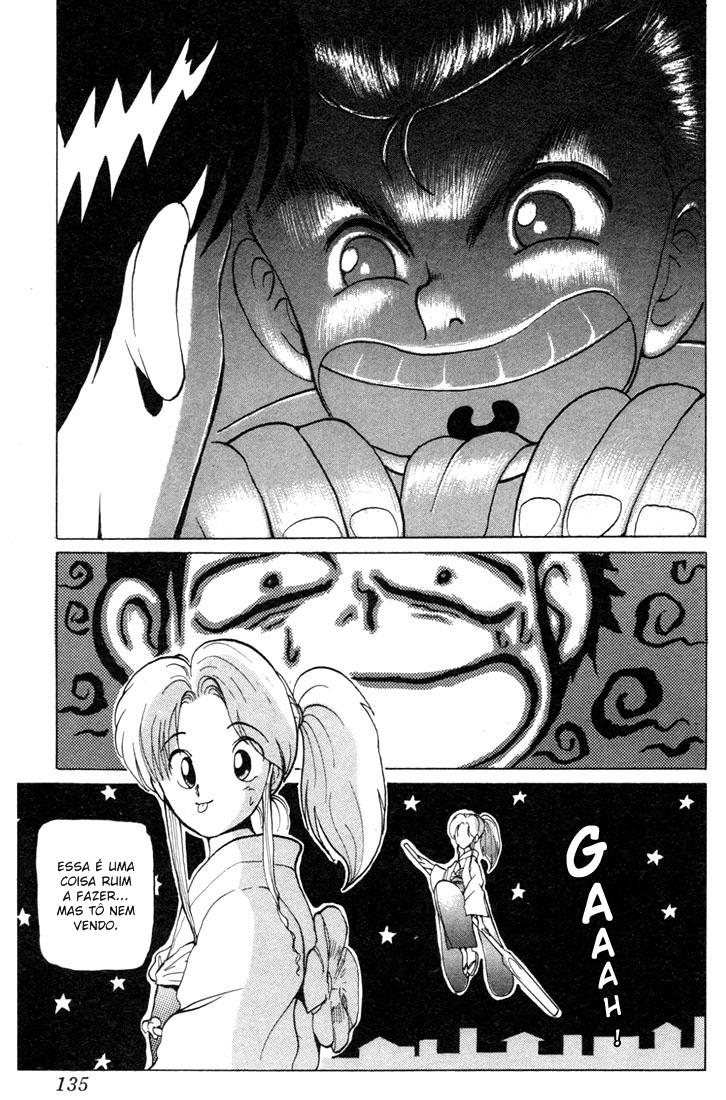 ESSA É UMA
COISA RUIM
A FAZER...
MAS TÔ NEM
VENDO.
GAAAH!
135